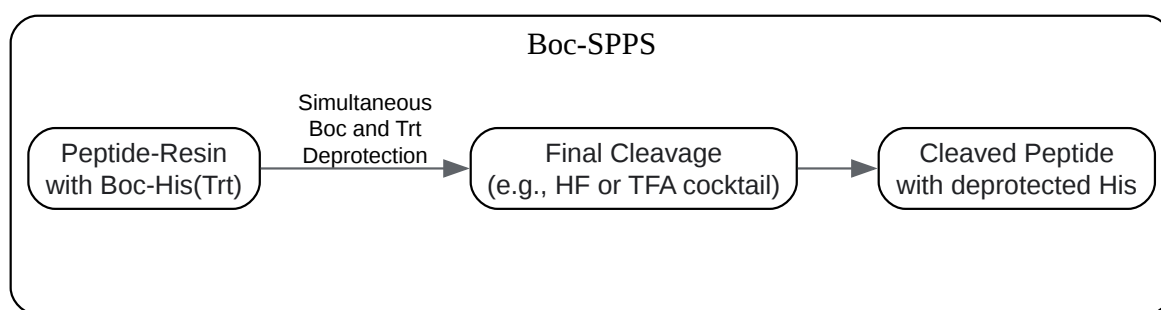 Boc-SPPS
Simultaneous
Boc and Trt
Deprotection
Peptide-Resin
with Boc-His(Trt)
Final Cleavage
(e.g., HF or TFA cocktail)
Cleaved Peptide
with deprotected His